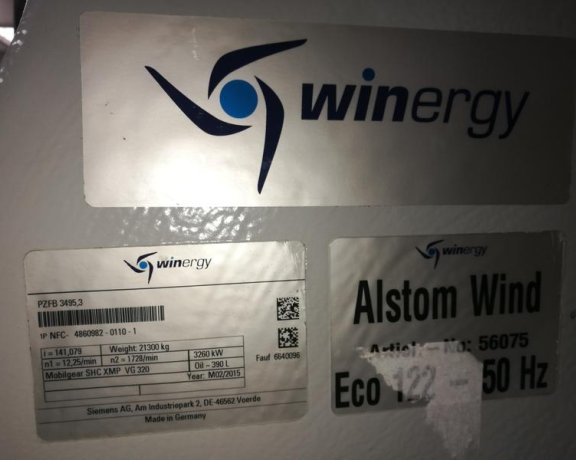 winergy
winergy
PZFB 3495,3
1P NFC- 4860982 - 0110 - 1
i = 141,079 Weight: 21300 kg
n1 = 12,25/min n2 = 1728/min 3260 kW
Mobilgear SHC XMP VG 320 Oil ~ 390 L
Year: M02/2015
Fauf 6640096
Siemens AG, Am Industriepark 2, DE-46562 Voerde
Made in Germany
winergy
Alstom Wind
No: 56075
Eco 122 - 50 Hz